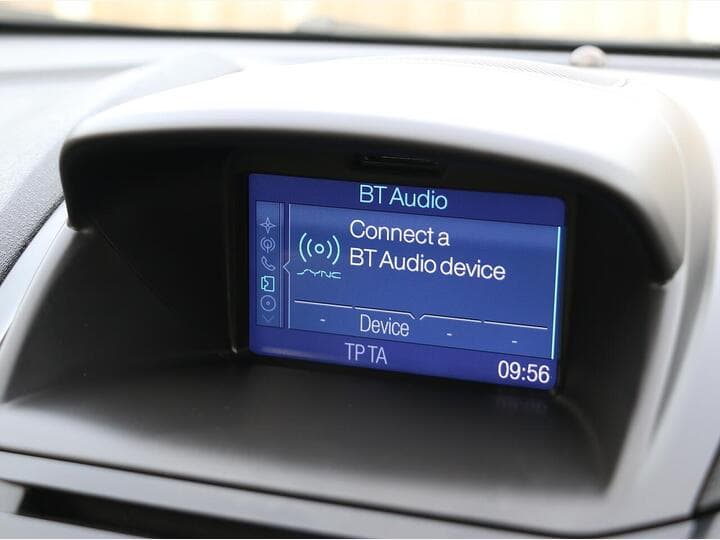 BT Audio
Connect a
BT Audio device
SYNC
- Device - -
TP TA
09:56